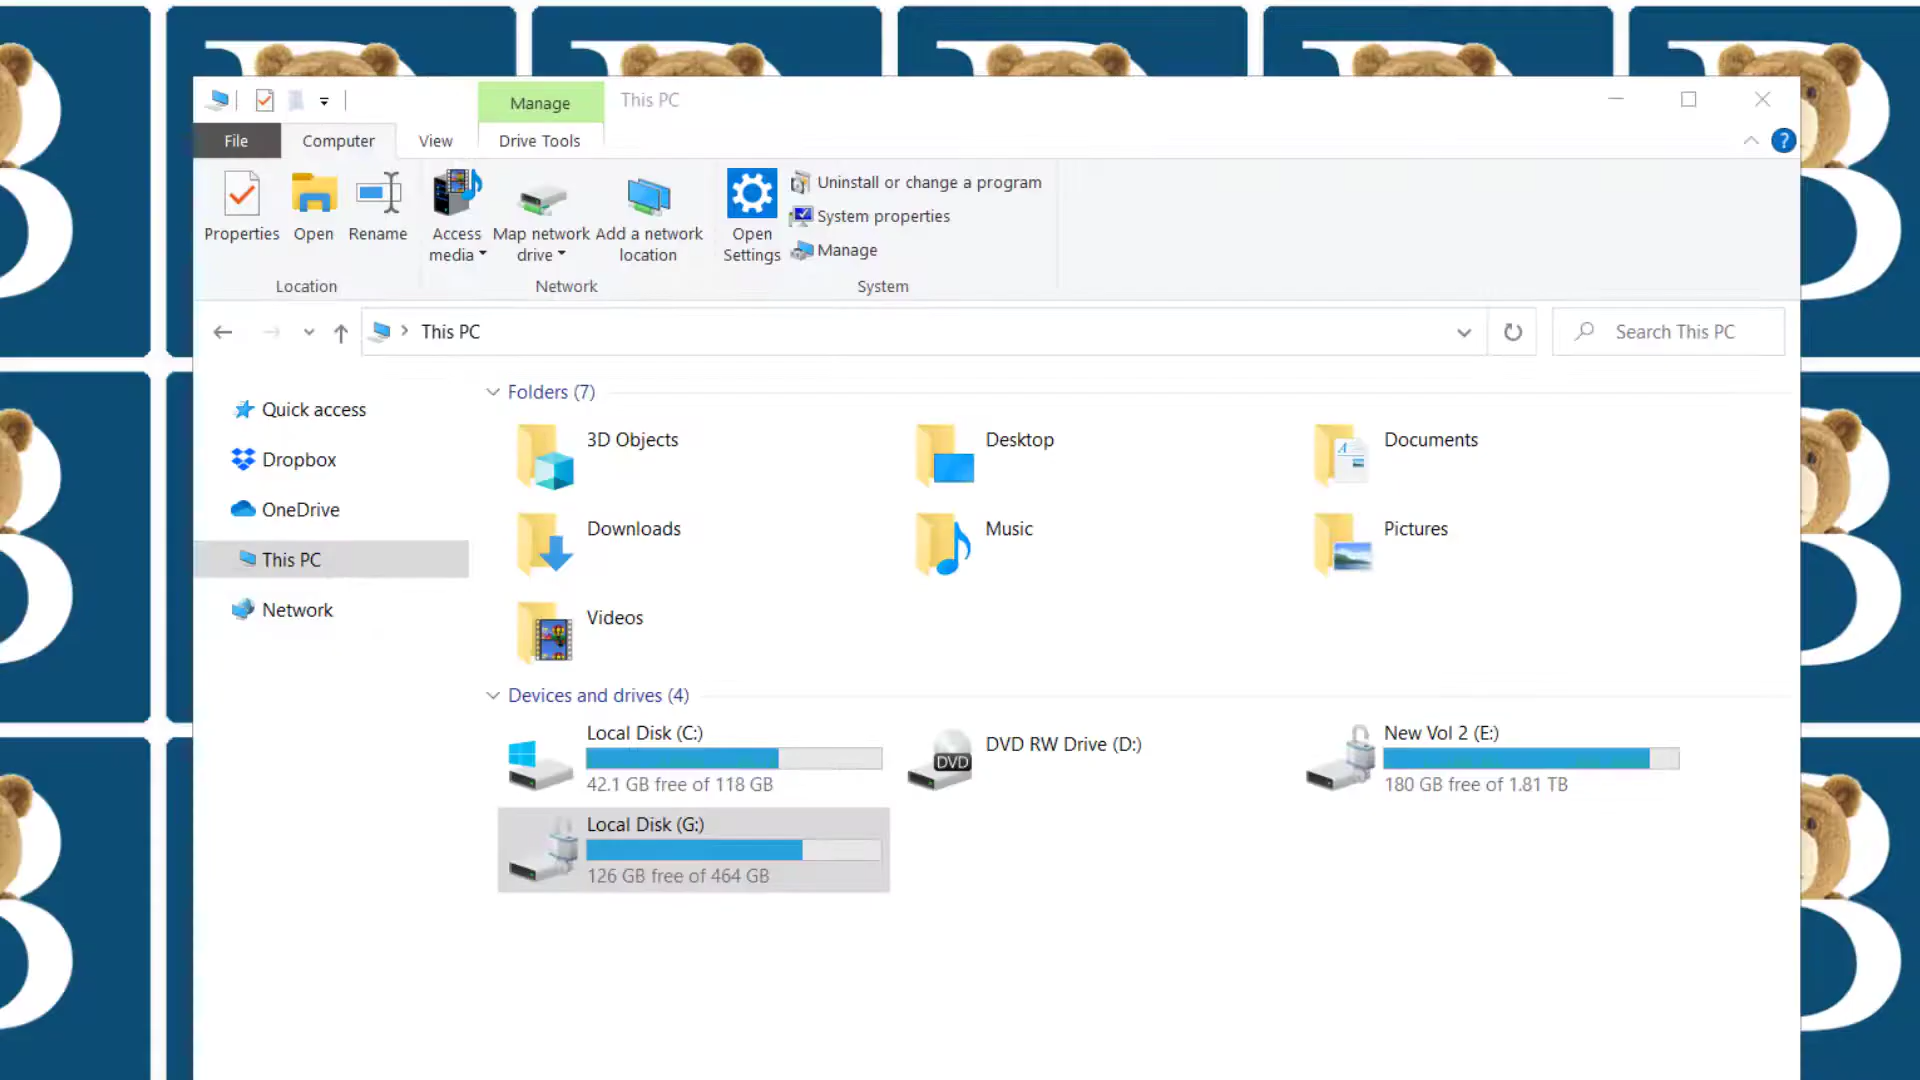 Manage
This PC
File
Computer
View
Drive Tools
Properties
Open
Rename
Access media
Map network drive
Add a network location
Open Settings
Uninstall or change a program
System properties
Manage
Location
Network
System
This PC
Search This PC
Quick access
Dropbox
OneDrive
This PC
Network
Folders (7)
3D Objects
Desktop
Documents
Downloads
Music
Pictures
Videos
Devices and drives (4)
Local Disk (C:)
42.1 GB free of 118 GB
DVD
DVD RW Drive (D:)
New Vol 2 (E:)
180 GB free of 1.81 TB
Local Disk (G:)
126 GB free of 464 GB